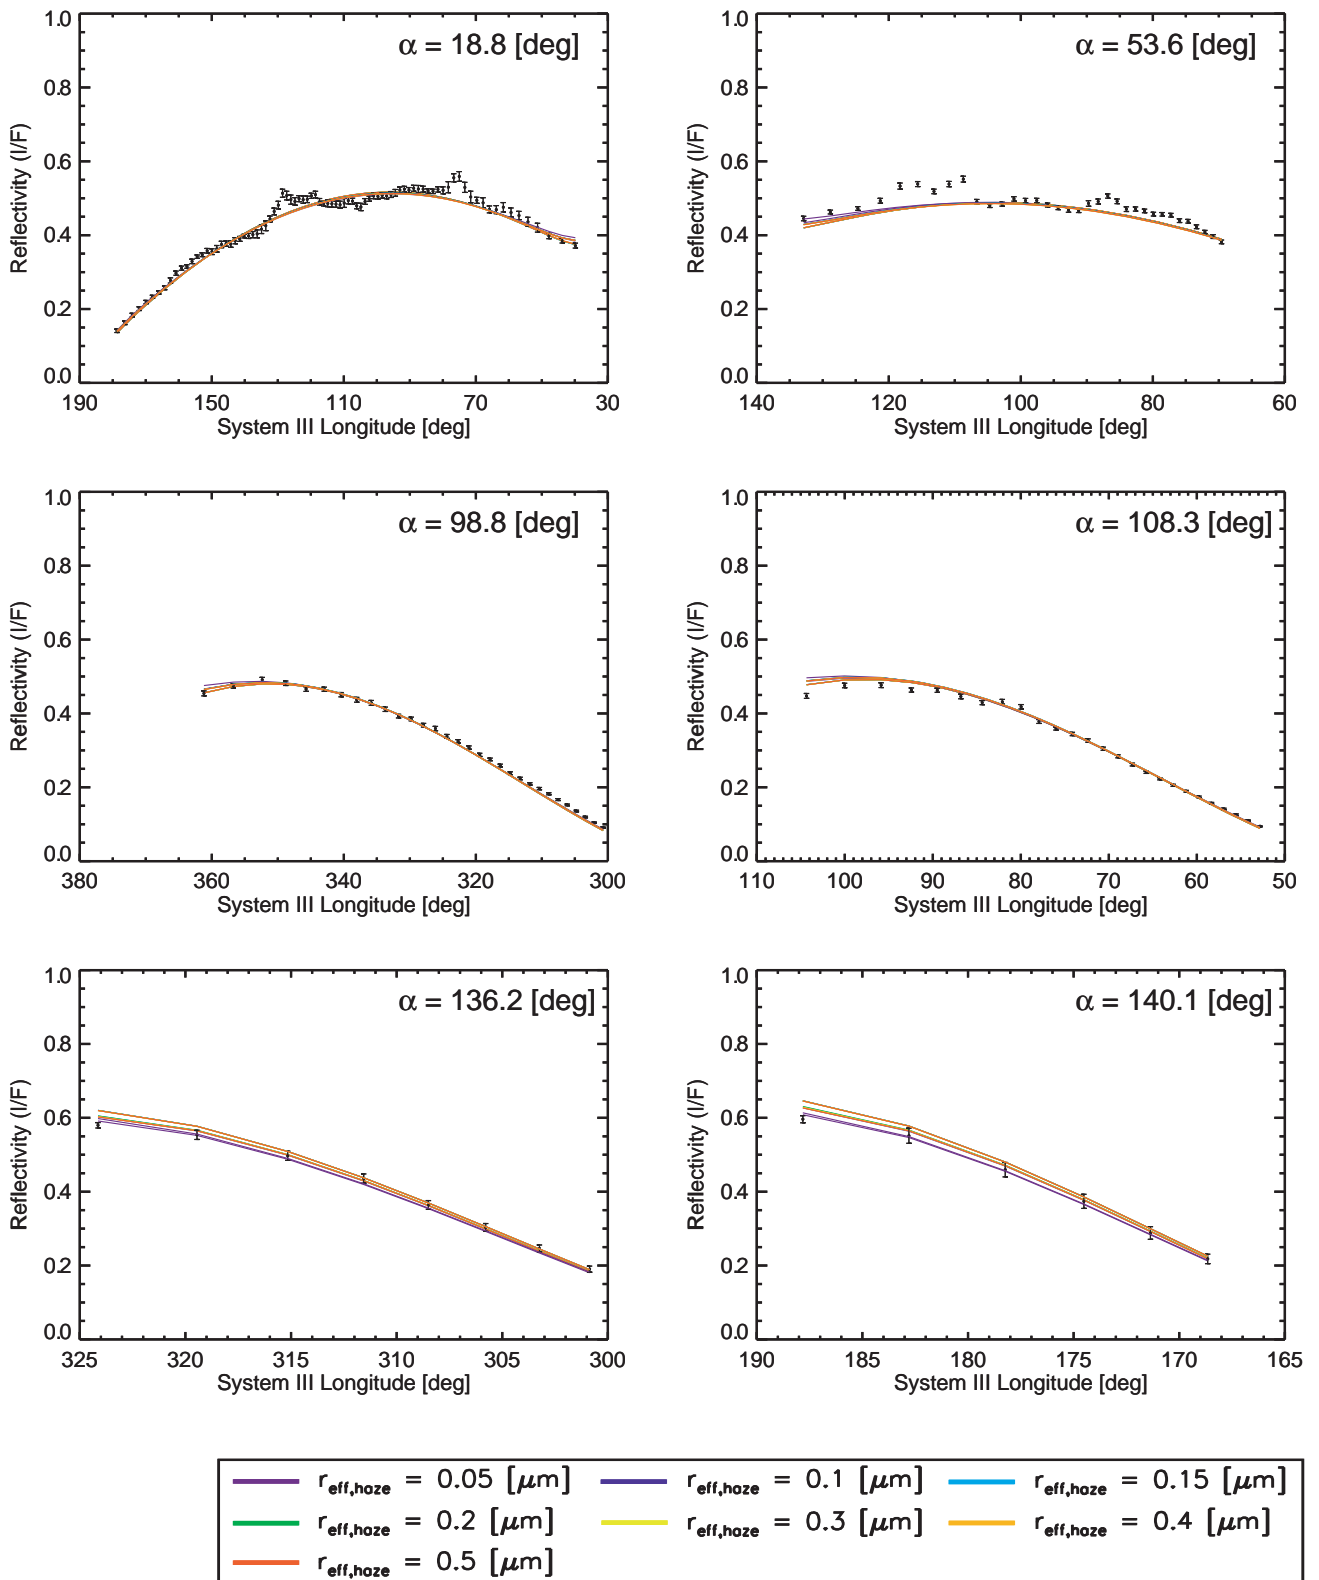 α = 18.8 [deg]
Reflectivity (I/F)
1.0
0.8
0.6
0.4
0.2
0.0
190 150 110 70 30
System III Longitude [deg]
α = 53.6 [deg]
Reflectivity (I/F)
1.0
0.8
0.6
0.4
0.2
0.0
140 120 100 80 60
System III Longitude [deg]
α = 98.8 [deg]
Reflectivity (I/F)
1.0
0.8
0.6
0.4
0.2
0.0
380 360 340 320 300
System III Longitude [deg]
α = 108.3 [deg]
Reflectivity (I/F)
1.0
0.8
0.6
0.4
0.2
0.0
110 100 90 80 70 60 50
System III Longitude [deg]
α = 136.2 [deg]
Reflectivity (I/F)
1.0
0.8
0.6
0.4
0.2
0.0
325 320 315 310 305 300
System III Longitude [deg]
α = 140.1 [deg]
Reflectivity (I/F)
1.0
0.8
0.6
0.4
0.2
0.0
190 185 180 175 170 165
System III Longitude [deg]
reff,haze = 0.05 [μm] reff,haze = 0.1 [μm] reff,haze = 0.15 [μm]
reff,haze = 0.2 [μm] reff,haze = 0.3 [μm] reff,haze = 0.4 [μm]
reff,haze = 0.5 [μm]